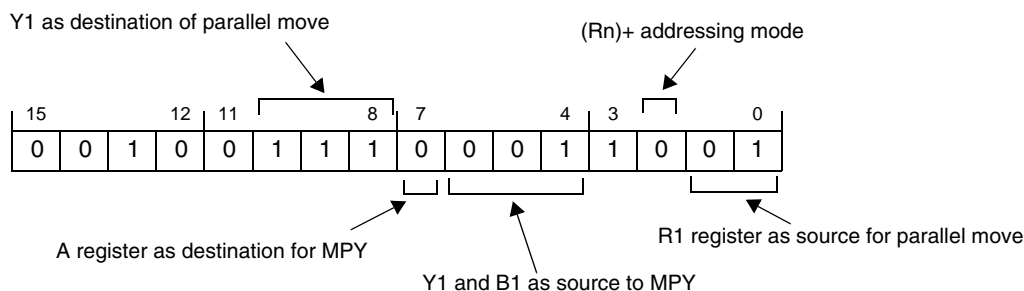 Y1 as destination of parallel move
(Rn)+ addressing mode
15 12 11 8 7 4 3 0
0 0 1 0 0 1 1 1 0 0 0 1 1 0 0 1
A register as destination for MPY
R1 register as source for parallel move
Y1 and B1 as source to MPY